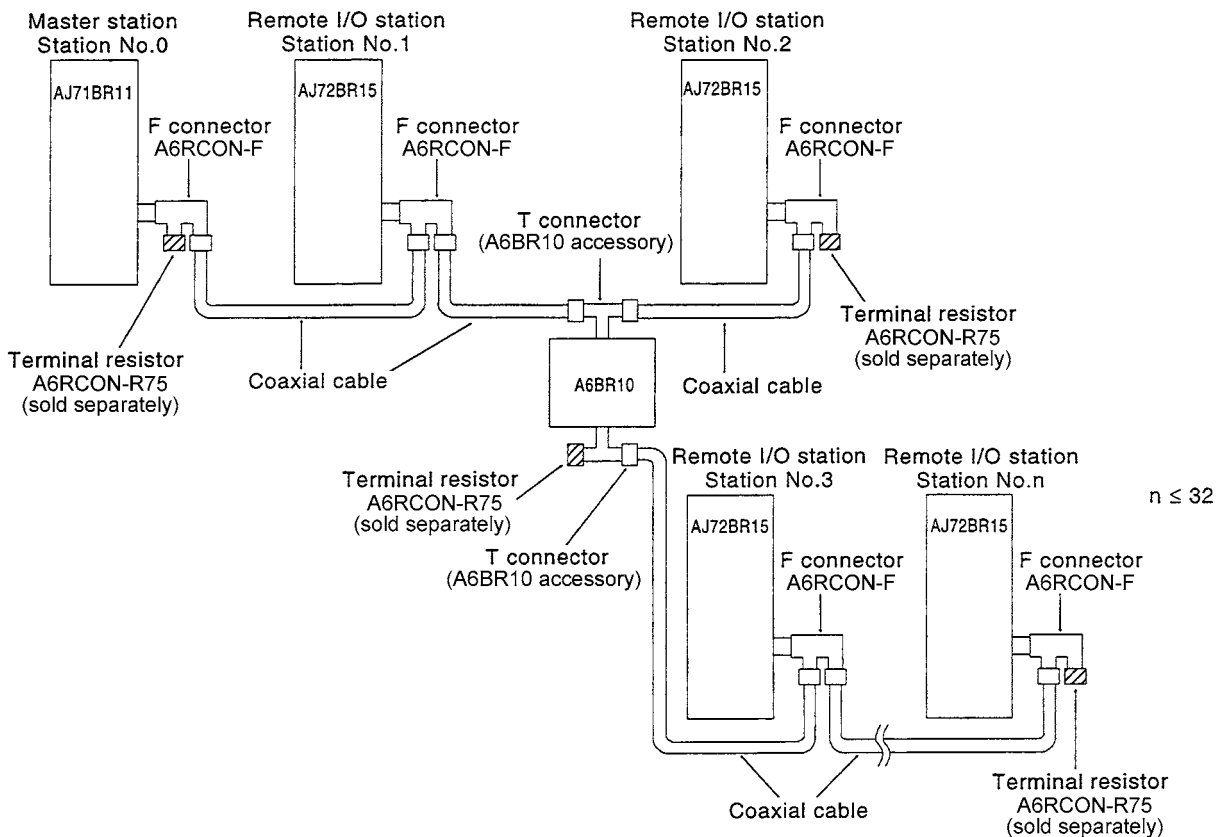 Master station
Station No.0
Remote I/O station
Station No.1
Remote I/O station
Station No.2
AJ71BR11
AJ72BR15
AJ72BR15
F connector
A6RCON-F
F connector
A6RCON-F
F connector
A6RCON-F
T connector
(A6BR10 accessory)
Terminal resistor
A6RCON-R75
(sold separately)
Coaxial cable
A6BR10
Coaxial cable
Terminal resistor
A6RCON-R75
(sold separately)
Terminal resistor
A6RCON-R75
(sold separately)
T connector
(A6BR10 accessory)
Remote I/O station
Station No.3
Remote I/O station
Station No.n
n ≤ 32
AJ72BR15
AJ72BR15
F connector
A6RCON-F
F connector
A6RCON-F
Coaxial cable
Terminal resistor
A6RCON-R75
(sold separately)